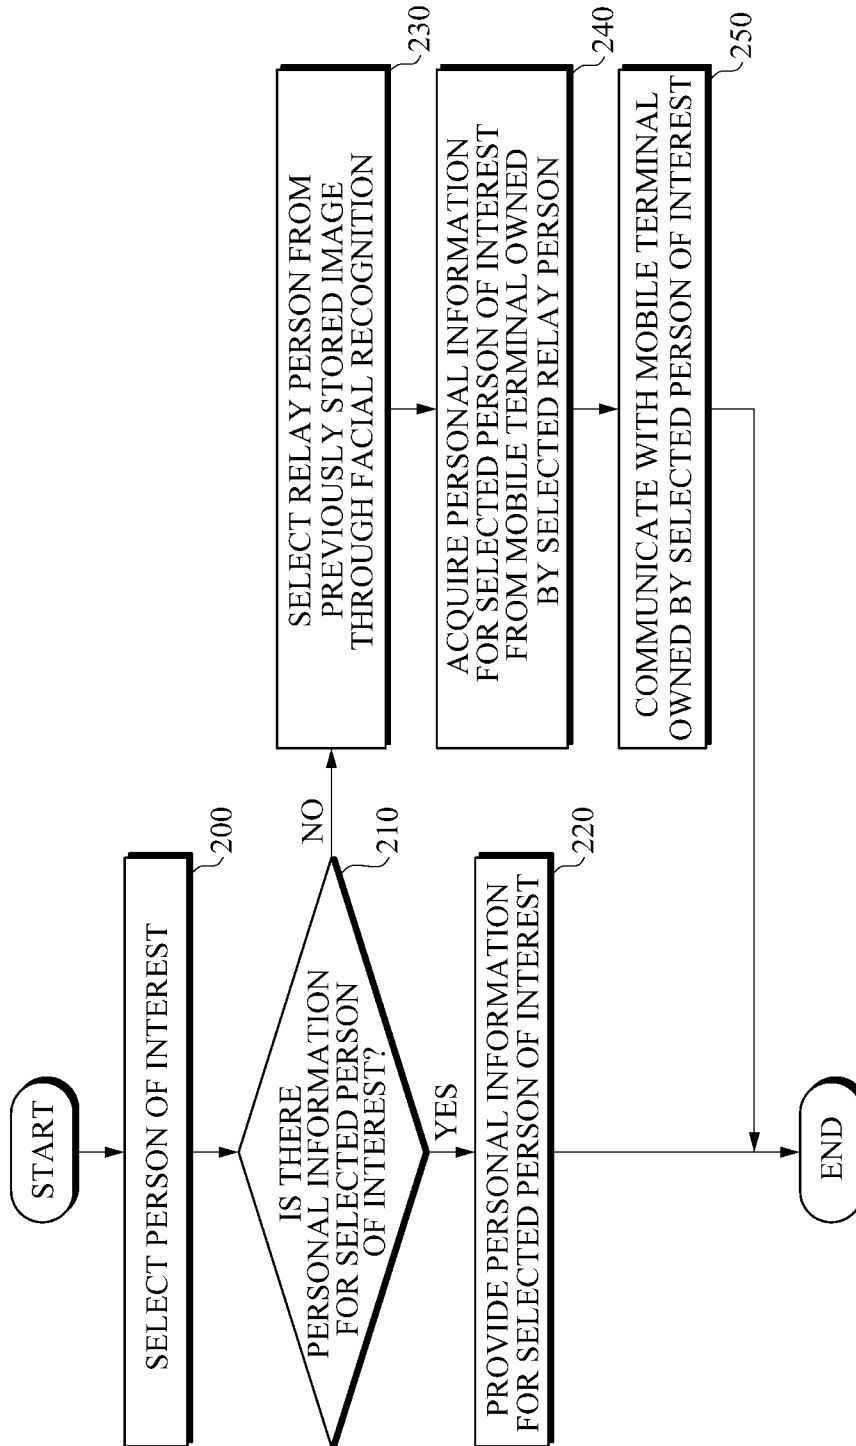 START
SELECT PERSON OF INTEREST
200
IS THERE
PERSONAL INFORMATION
FOR SELECTED PERSON
OF INTEREST?
210
NO
YES
PROVIDE PERSONAL INFORMATION
FOR SELECTED PERSON OF INTEREST
220
SELECT RELAY PERSON FROM
PREVIOUSLY STORED IMAGE
THROUGH FACIAL RECOGNITION
230
ACQUIRE PERSONAL INFORMATION
FOR SELECTED PERSON OF INTEREST
FROM MOBILE TERMINAL OWNED
BY SELECTED RELAY PERSON
240
COMMUNICATE WITH MOBILE TERMINAL
OWNED BY SELECTED PERSON OF INTEREST
250
END